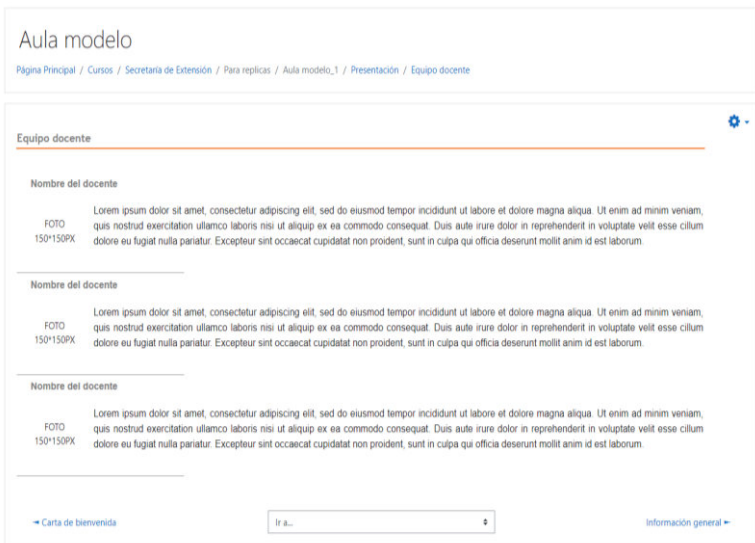 Aula modelo
Página Principal / Cursos / Secretaría de Extensión / Para replicas / Aula modelo_1 / Presentación / Equipo docente
Equipo docente
Nombre del docente
FOTO
150*150PX
Lorem ipsum dolor sit amet, consectetur adipiscing elit, sed do eiusmod tempor incididunt ut labore et dolore magna aliqua. Ut enim ad minim veniam,
quis nostrud exercitation ullamco laboris nisi ut aliquip ex ea commodo consequat. Duis aute irure dolor in reprehenderit in voluptate velit esse cillum
dolore eu fugiat nulla pariatur. Excepteur sint occaecat cupidatat non proident, sunt in culpa qui officia deserunt mollit anim id est laborum.
Nombre del docente
FOTO
150*150PX
Lorem ipsum dolor sit amet, consectetur adipiscing elit, sed do eiusmod tempor incididunt ut labore et dolore magna aliqua. Ut enim ad minim veniam,
quis nostrud exercitation ullamco laboris nisi ut aliquip ex ea commodo consequat. Duis aute irure dolor in reprehenderit in voluptate velit esse cillum
dolore eu fugiat nulla pariatur. Excepteur sint occaecat cupidatat non proident, sunt in culpa qui officia deserunt mollit anim id est laborum.
Nombre del docente
FOTO
150*150PX
Lorem ipsum dolor sit amet, consectetur adipiscing elit, sed do eiusmod tempor incididunt ut labore et dolore magna aliqua. Ut enim ad minim veniam,
quis nostrud exercitation ullamco laboris nisi ut aliquip ex ea commodo consequat. Duis aute irure dolor in reprehenderit in voluptate velit esse cillum
dolore eu fugiat nulla pariatur. Excepteur sint occaecat cupidatat non proident, sunt in culpa qui officia deserunt mollit anim id est laborum.
◄ Carta de bienvenida
Ir a...
Información general ►